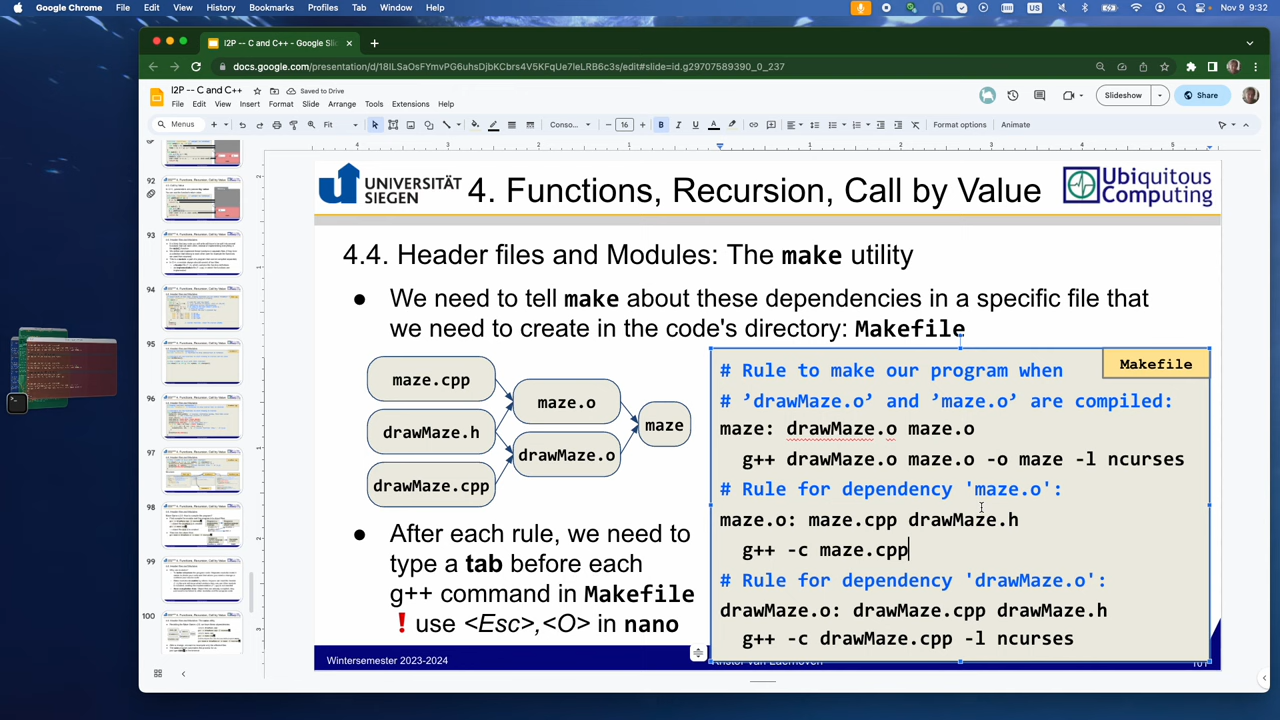 Chrome File Edit View History Bookmarks Profiles Tab Window Help
Nov 9 9:32
I2P -- C and C++ - Google Slid
docs.google.com/presentation/d/18ILSaOsFYmvPG6uhsDjbKCbrs4V5KFqUe7leLRB6c3s/edit#slide=id.g29707589390_0_237
I2P -- C and C++
Saved to Drive
File Edit View Insert Format Slide Arrange Tools Extensions Help
Slideshow
Share
Menus
Fit
Conso...
Format options
Animate
92
93
94
95
96
97
98
99
100
UNIVERSITÄT
SIEGEN
4. Functions, Recursion, Call by Value
Ubiquitous
Computing
4.4. Header files and modules: The make utility
We need to tell make about these dependencies in a specific file that
we need to create in the code's directory: Makefile
maze.cpp
drawMaze.h
drawMaze.cpp
maze.o
drawMaze.o
maze
After each rule, we need to
type a tab before each
g++ command in Makefile
! use <Esc><O> in nano
Makefile
# Rule to make our program when
# 'drawMaze.o' and 'maze.o' are compiled:
maze: drawMaze.o maze.o
g++ drawMaze.o maze.o -o maze -l ncurses
# Rule for dependency 'maze.o':
maze.o: maze.cpp drawMaze.h
g++ -c maze.cpp
# Rule for dependency 'drawMaze.o':
drawMaze.o: drawMaze.cpp drawMaze.h
g++ -c drawMaze.cpp -l ncurses
Wintersemester 2023-2024
Kristof Van Laerhoven
101